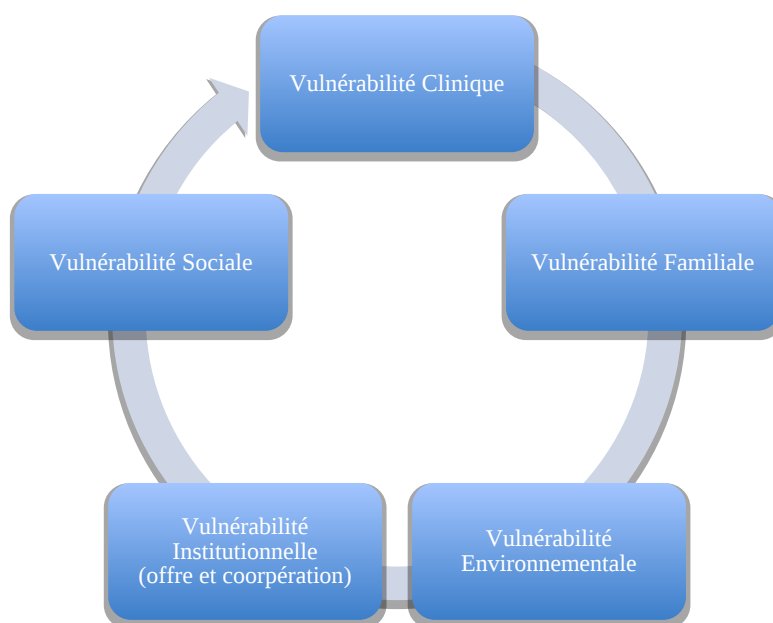 Vulnérabilité Clinique
Vulnérabilité Familiale
Vulnérabilité
Environnementale
Vulnérabilité
Institutionnelle
(offre et coorpération)
Vulnérabilité Sociale